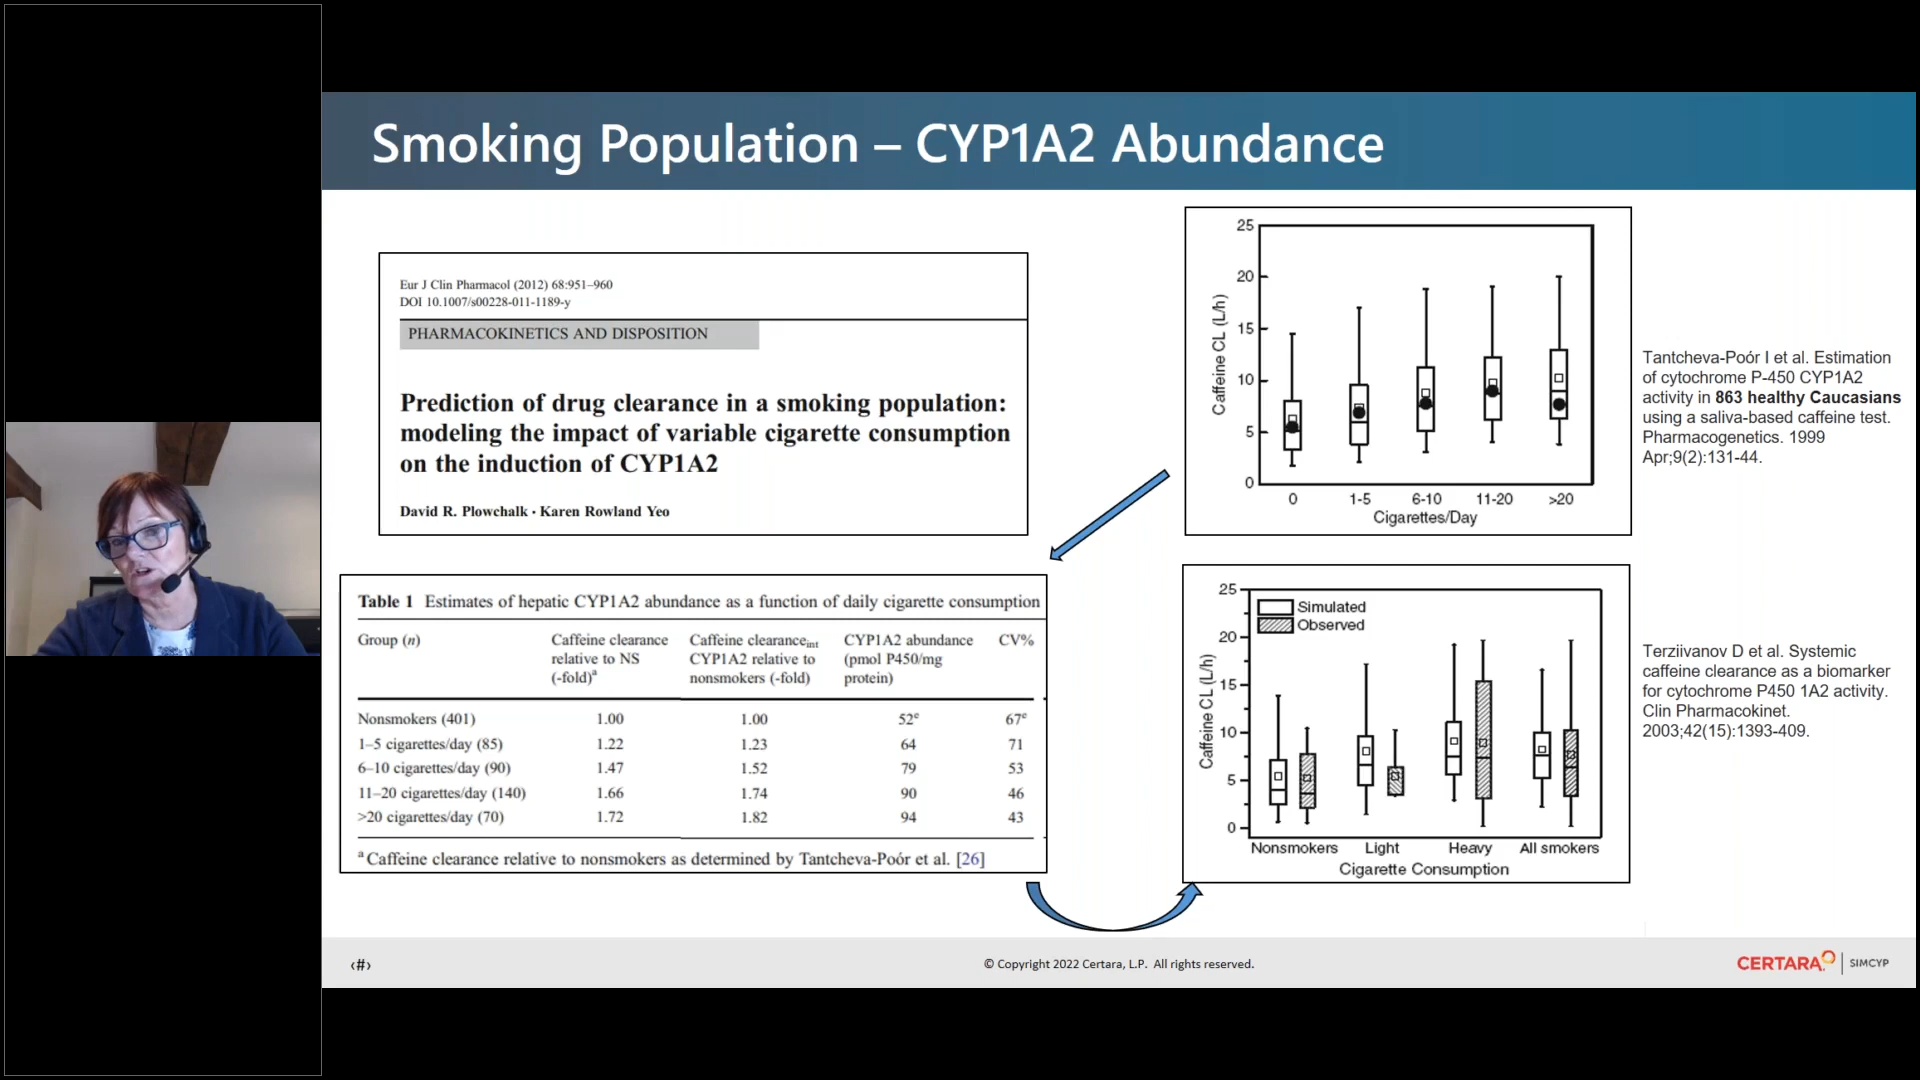 Smoking Population – CYP1A2 Abundance
Eur J Clin Pharmacol (2012) 68:951–960
DOI 10.1007/s00228-011-1189-y
PHARMACOKINETICS AND DISPOSITION
Prediction of drug clearance in a smoking population:
modeling the impact of variable cigarette consumption
on the induction of CYP1A2
David R. Plowchalk · Karen Rowland Yeo
25
20
15
10
5
0
Caffeine CL (L/h)
0 1-5 6-10 11-20 >20
Cigarettes/Day
Tantcheva-Poór I et al. Estimation
of cytochrome P-450 CYP1A2
activity in 863 healthy Caucasians
using a saliva-based caffeine test.
Pharmacogenetics. 1999
Apr;9(2):131-44.
Table 1 Estimates of hepatic CYP1A2 abundance as a function of daily cigarette consumption
Group (n) Caffeine clearance Caffeine clearanceint CYP1A2 abundance CV%
relative to NS CYP1A2 relative to (pmol P450/mg
(-fold)a nonsmokers (-fold) protein)
Nonsmokers (401) 1.00 1.00 52c 67c
1–5 cigarettes/day (85) 1.22 1.23 64 71
6–10 cigarettes/day (90) 1.47 1.52 79 53
11–20 cigarettes/day (140) 1.66 1.74 90 46
>20 cigarettes/day (70) 1.72 1.82 94 43
a Caffeine clearance relative to nonsmokers as determined by Tantcheva-Poór et al. [26]
25
20
15
10
5
0
Caffeine CL (L/h)
Simulated
Observed
Nonsmokers Light Heavy All smokers
Cigarette Consumption
Terziivanov D et al. Systemic
caffeine clearance as a biomarker
for cytochrome P450 1A2 activity.
Clin Pharmacokinet.
2003;42(15):1393-409.
‹#›
© Copyright 2022 Certara, L.P. All rights reserved.
CERTARA | SIMCYP